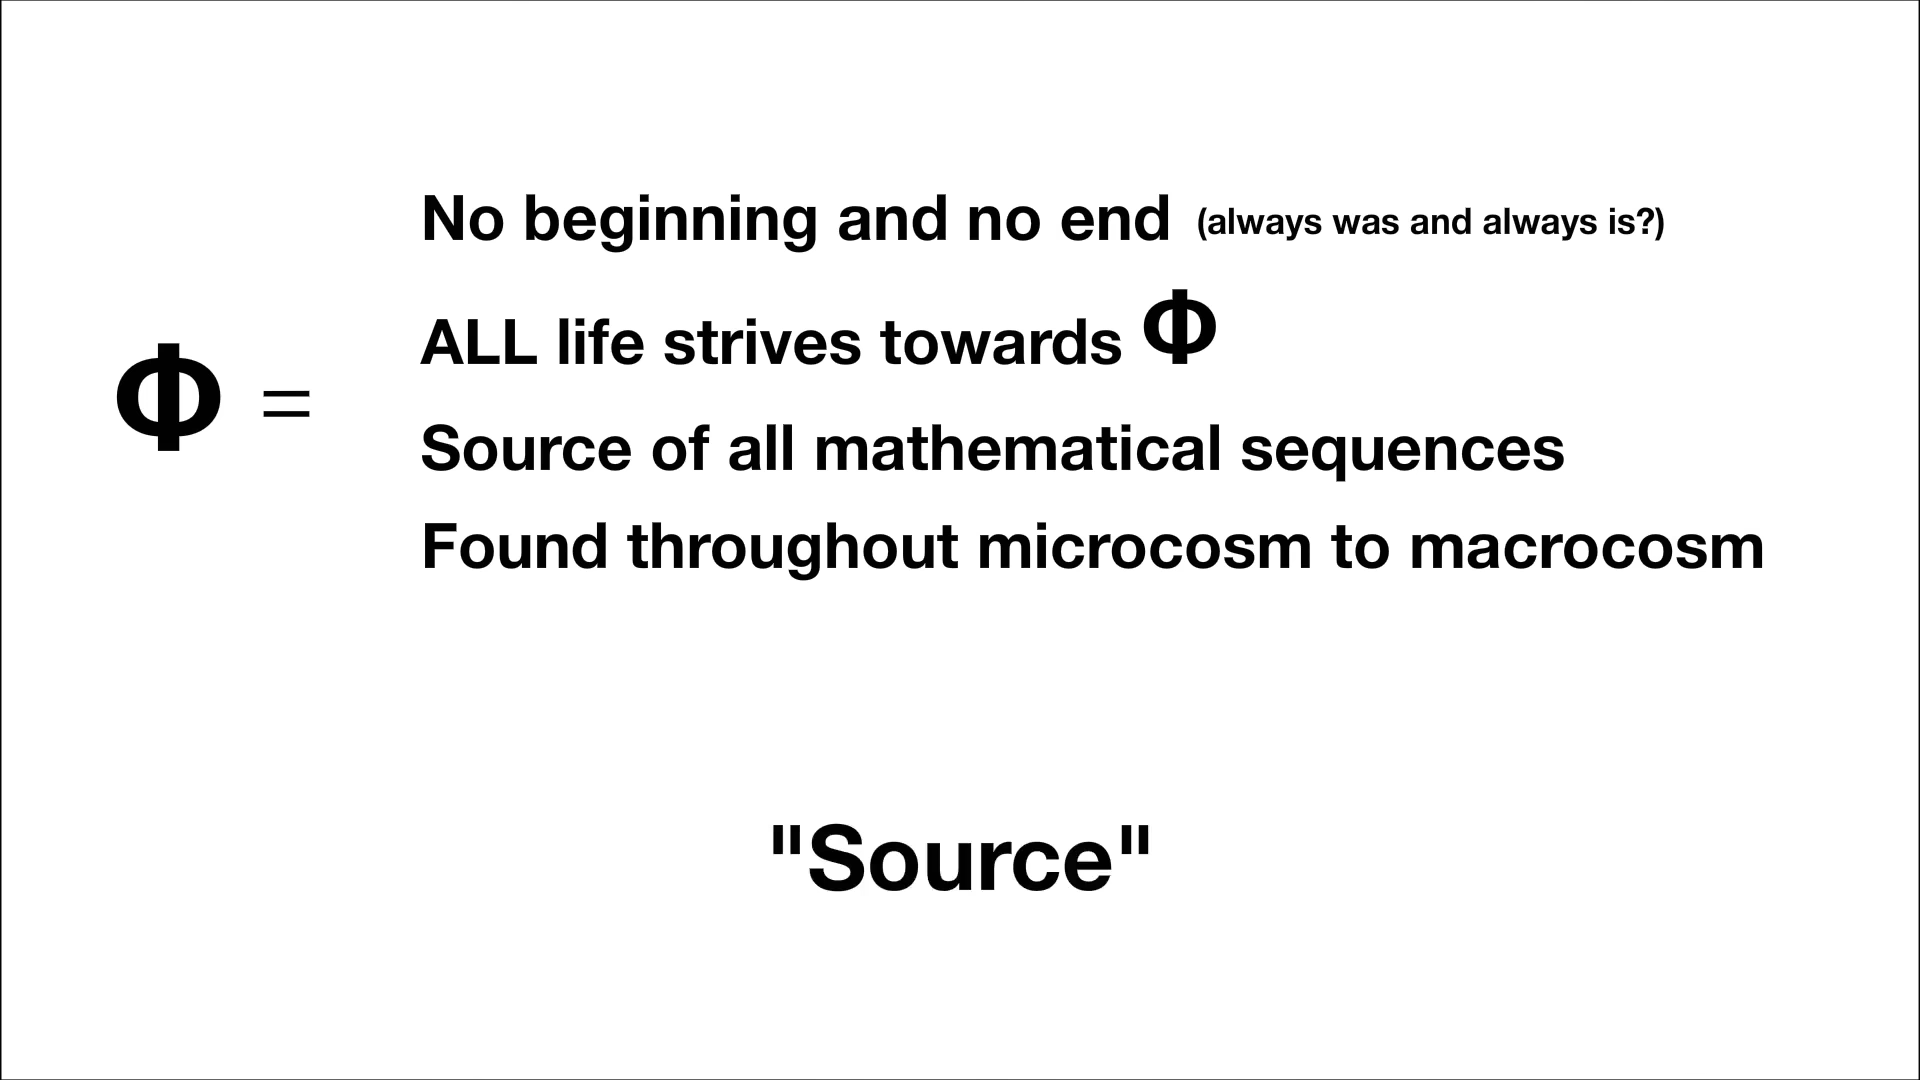 No beginning and no end (always was and always is?)
ALL life strives towards Φ
Φ =
Source of all mathematical sequences
Found throughout microcosm to macrocosm
"Source"